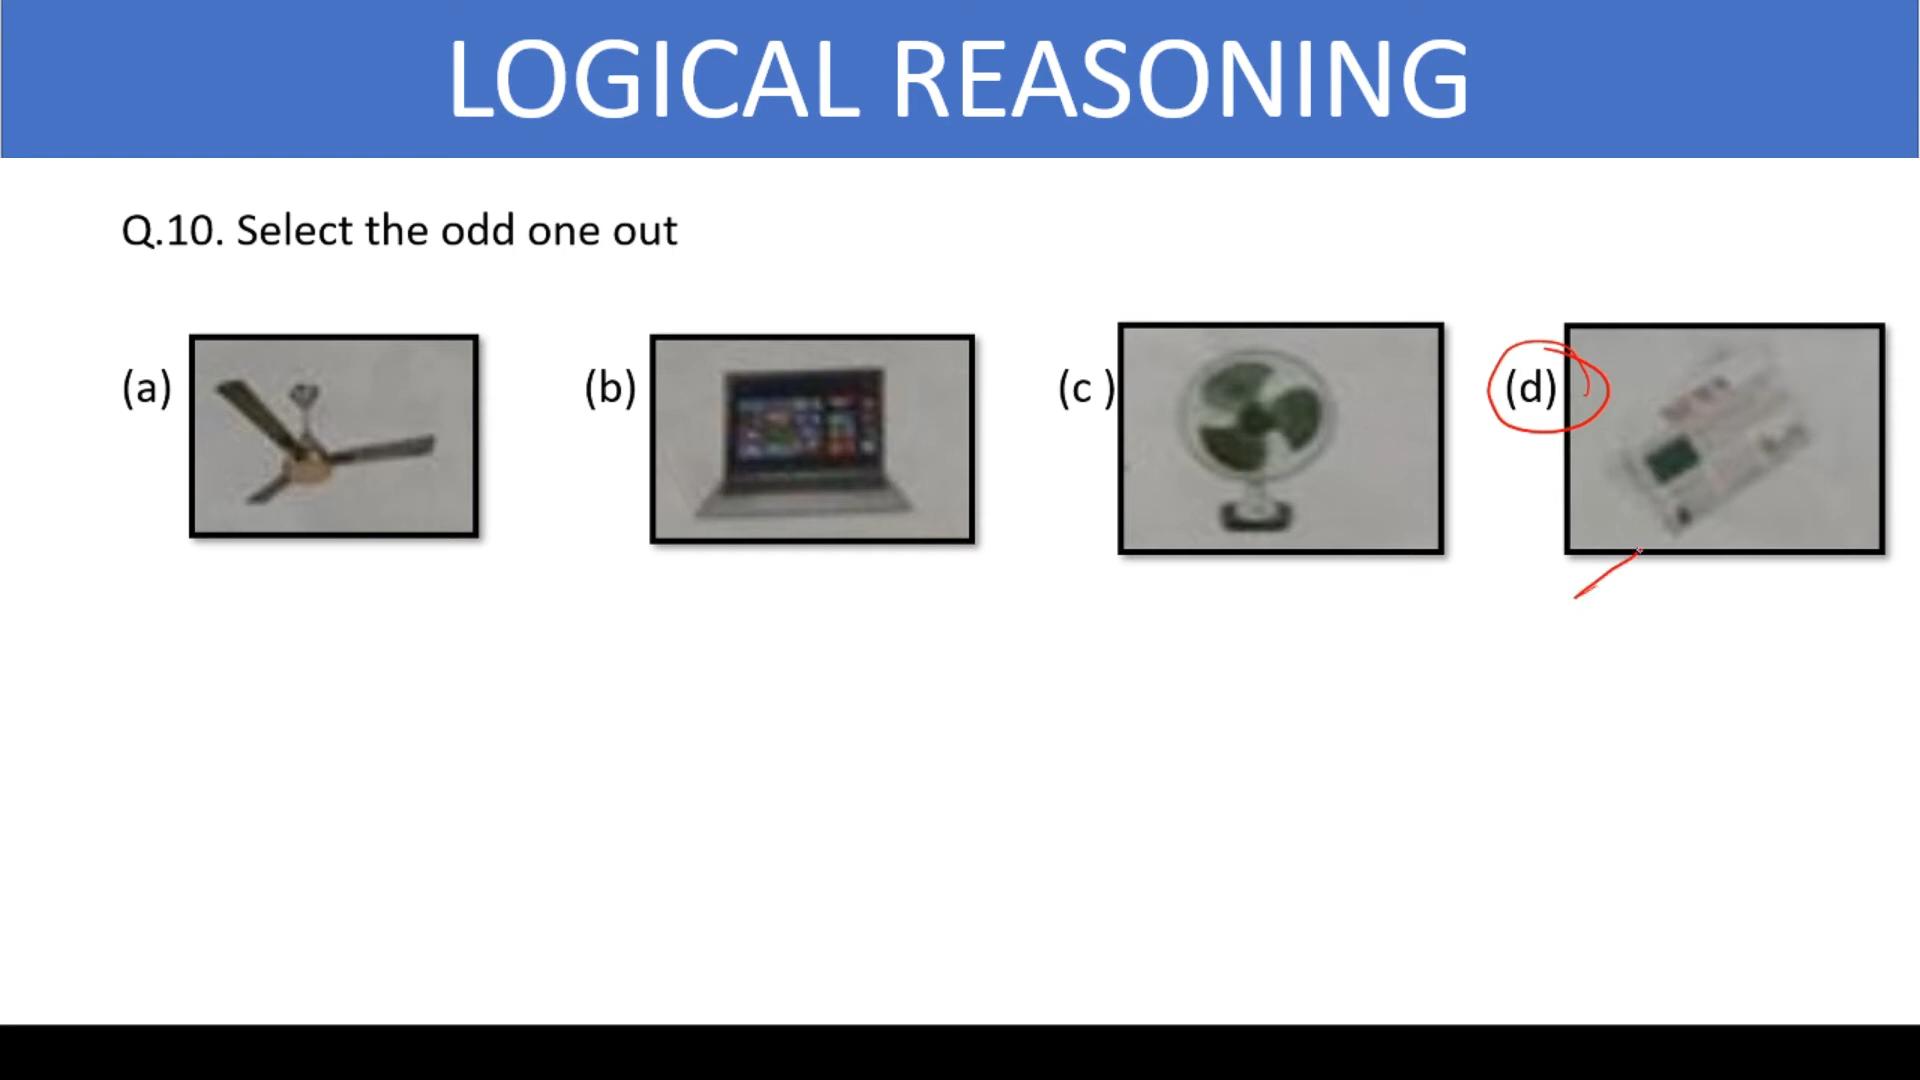 LOGICAL REASONING
Q.10. Select the odd one out
(a)
(b)
(c )
(d)